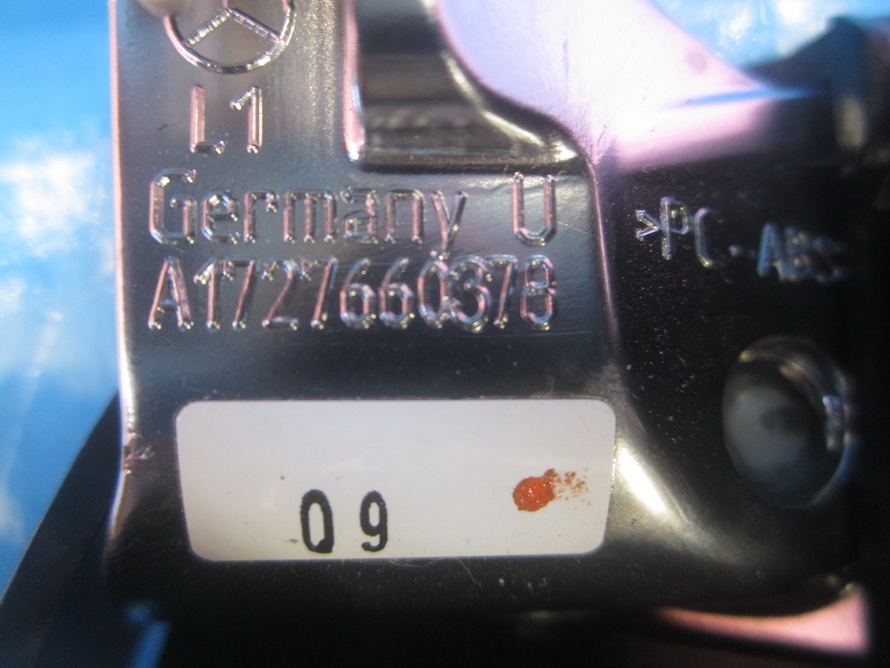 L1
Germany U
A1727660378
>PC-ABS
09